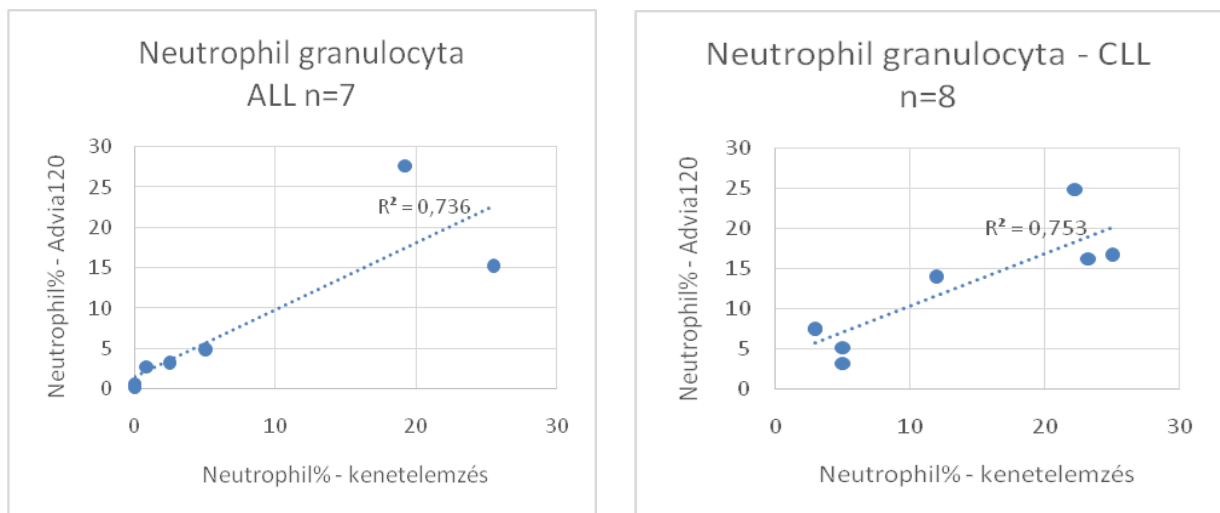 Neutrophil granulocyta
ALL n=7
Neutrophil% - Advia120
30
25
20
15
10
5
0
R² = 0,736
0 10 20 30
Neutrophil% - kenetelemzés
Neutrophil granulocyta - CLL
n=8
Neutrophil% - Advia120
30
25
20
15
10
5
0
R² = 0,753
0 10 20 30
Neutrophil% - kenetelemzés